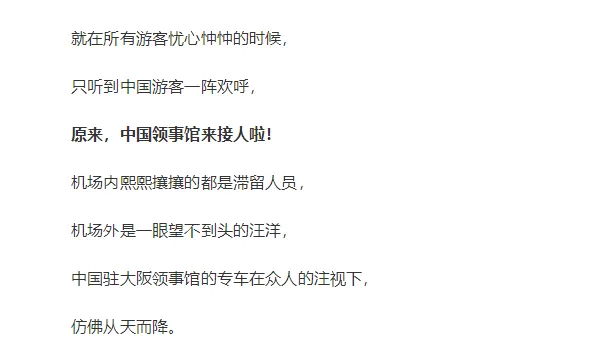 就在所有游客忧心忡忡的时候，
只听到中国游客一阵欢呼，
原来，中国领事馆来接人啦！
机场内熙熙攘攘的都是滞留人员，
机场外是一眼望不到头的汪洋，
中国驻大阪领事馆的专车在众人的注视下，
仿佛从天而降。